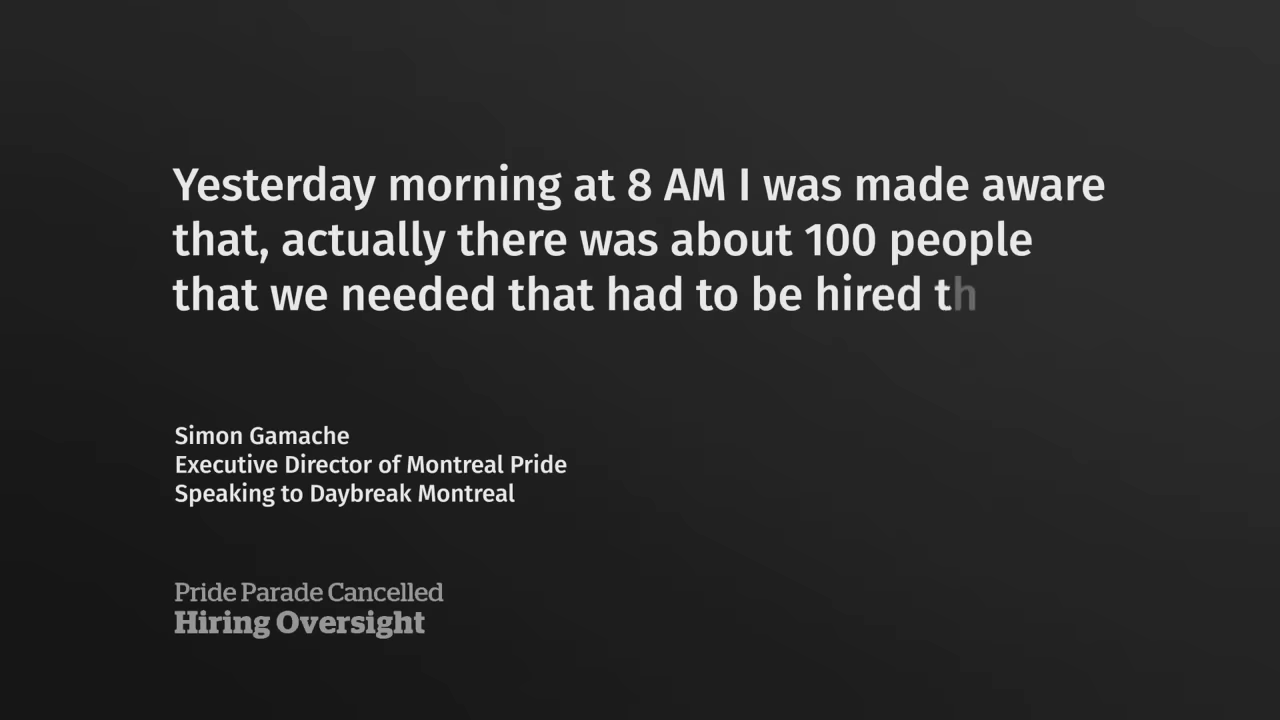 Yesterday morning at 8 AM I was made aware
that, actually there was about 100 people
that we needed that had to be hired th
Simon Gamache
Executive Director of Montreal Pride
Speaking to Daybreak Montreal
Pride Parade Cancelled
Hiring Oversight